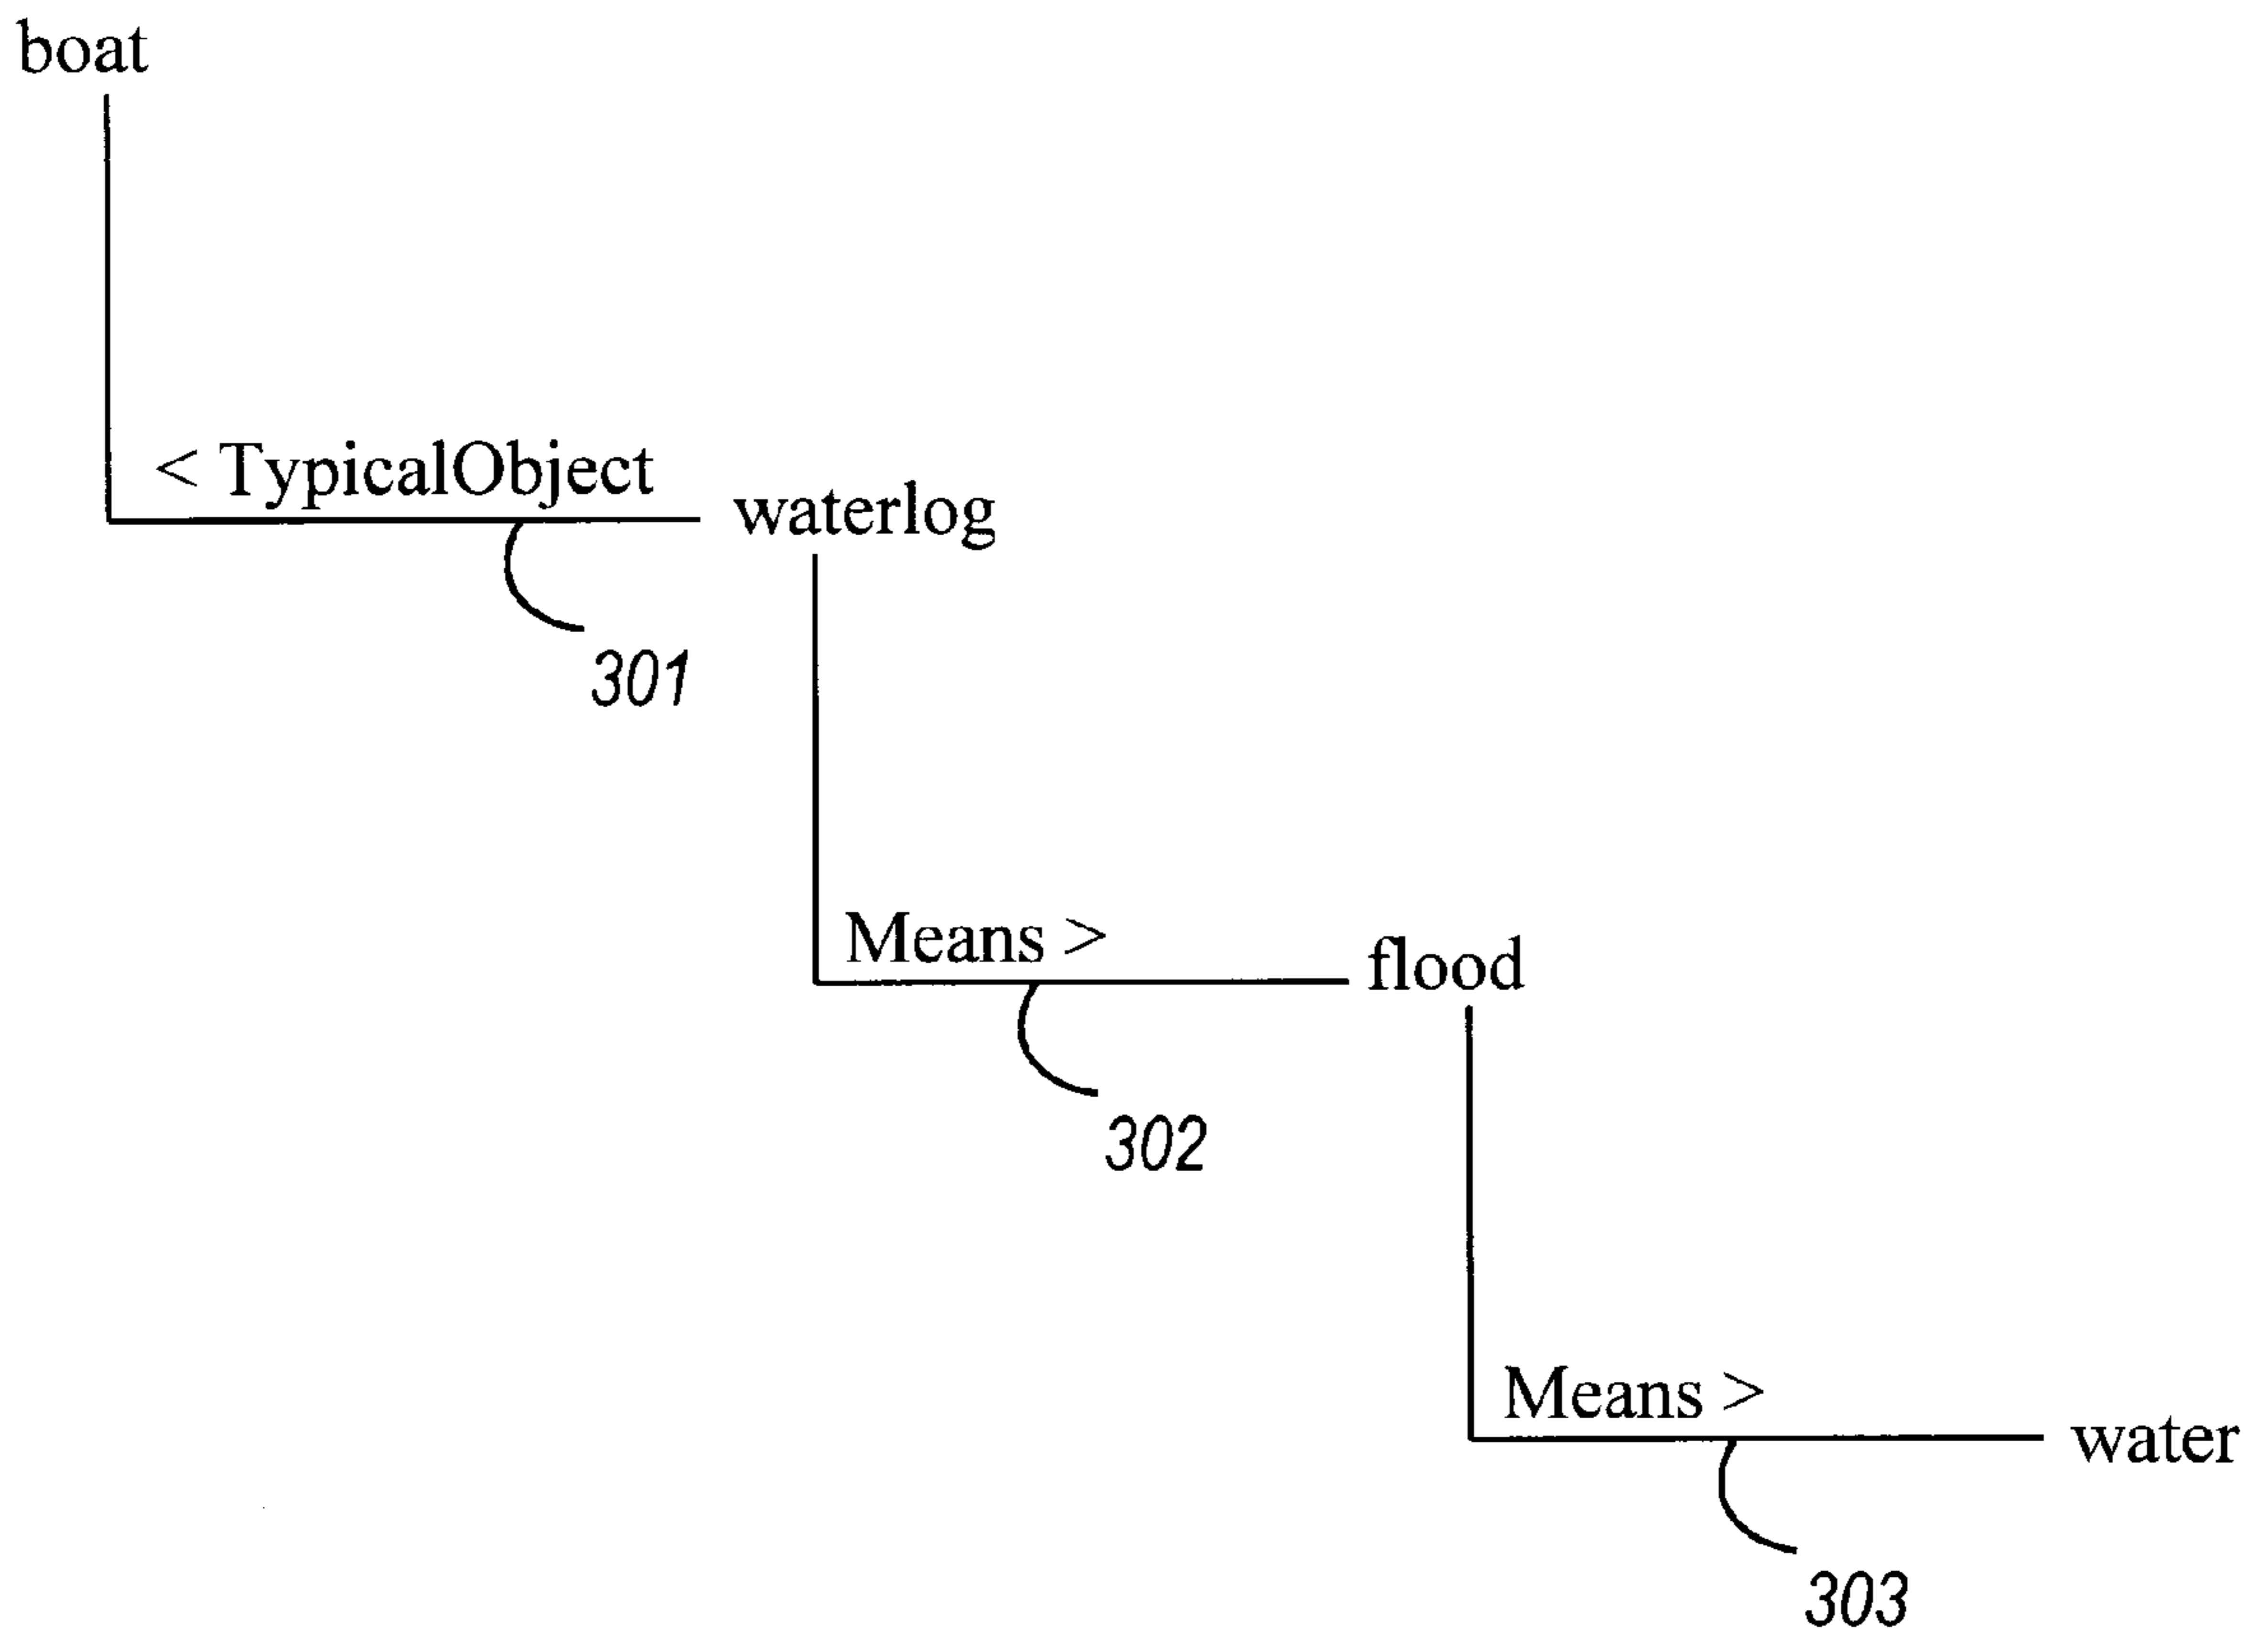 boat
< TypicalObject
waterlog
301
Means >
flood
302
Means >
water
303